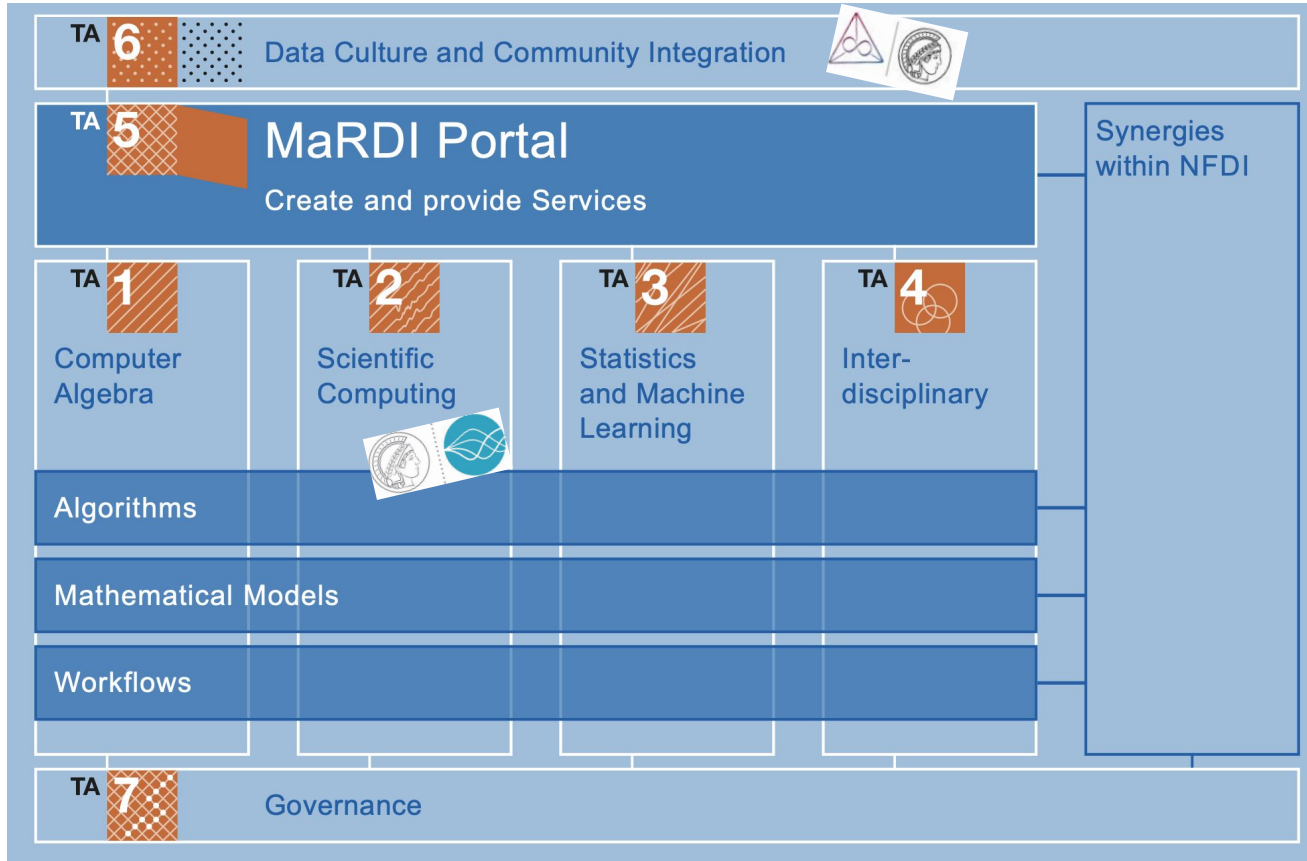 TA 6 Data Culture and Community Integration
TA 5 MaRDI Portal
Create and provide Services
Synergies
within NFDI
TA 1
Computer
Algebra
TA 2
Scientific
Computing
TA 3
Statistics
and Machine
Learning
TA 4
Inter-
disciplinary
Algorithms
Mathematical Models
Workflows
TA 7 Governance